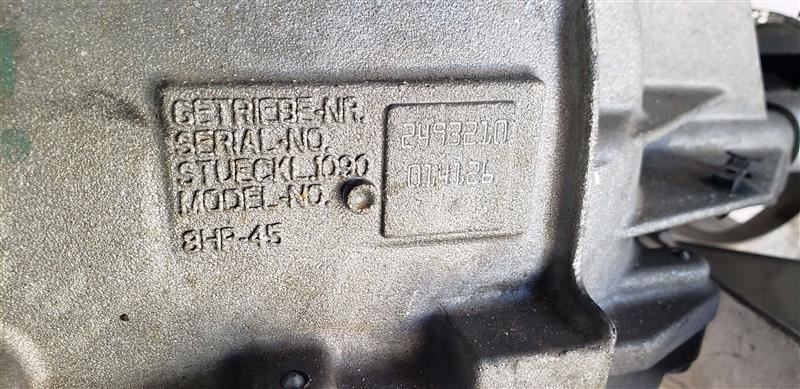 GETRIEBE-NR.
SERIAL-NO.
2493210
STUECKL.1090
014126
MODEL-NO.
8HP-45